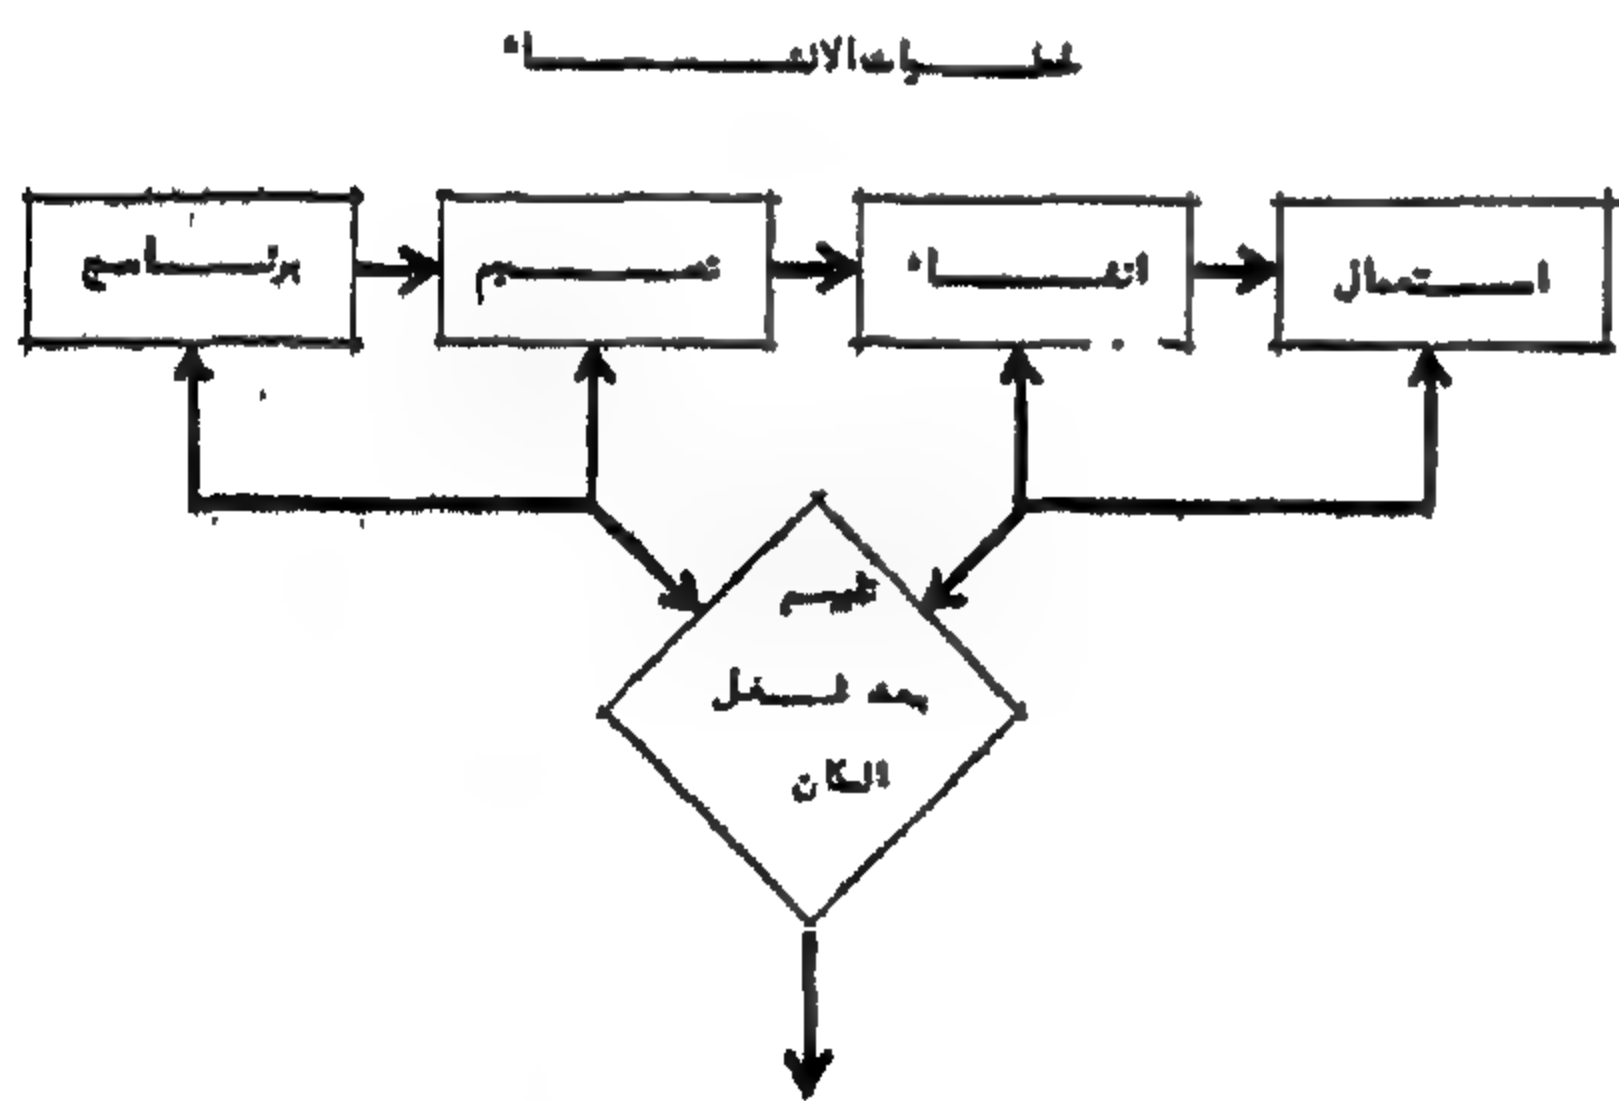 خطوات الانشاء
برنامج
تصميم
انشاء
استعمال
تقييم
بعد شغل
المكان